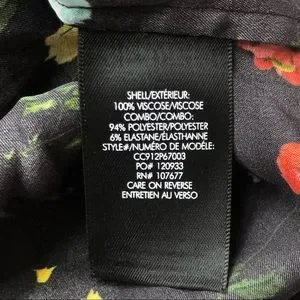 SHELL/EXTÉRIEUR:
100% VISCOSE/VISCOSE
COMBO/COMBO:
94% POLYESTER/POLYESTER
6% ELASTANE/ÉLASTHANNE
STYLE#/NUMÉRO DE MODÈLE:
CC912P67003
PO# 120933
RN# 107677
CARE ON REVERSE
ENTRETIEN AU VERSO